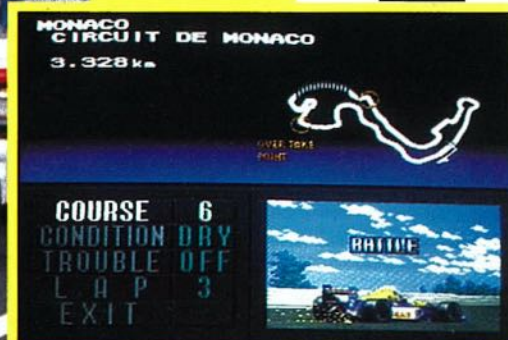 MONACO
CIRCUIT DE MONACO
3.328km
OVER TAKE
POINT
COURSE 6
CONDITION DRY
TROUBLE OFF
LAP 3
EXIT
BATTLE